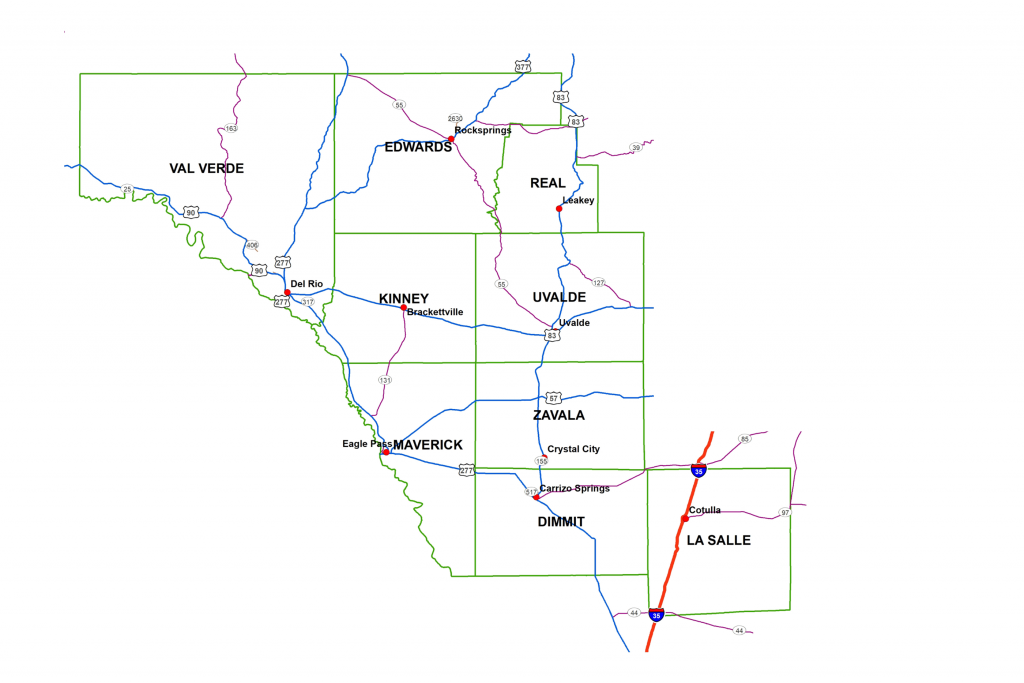 377
83
55
2630
83
Rocksprings
163
EDWARDS
39
VAL VERDE
REAL
25
Leakey
90
406
277
90
Del Rio
127
55
277
317
KINNEY
UVALDE
Brackettville
Uvalde
83
131
57
ZAVALA
85
Eagle Pass
MAVERICK
Crystal City
155
277
35
517
Carrizo Springs
Cotulla
97
DIMMIT
LA SALLE
44
35
44